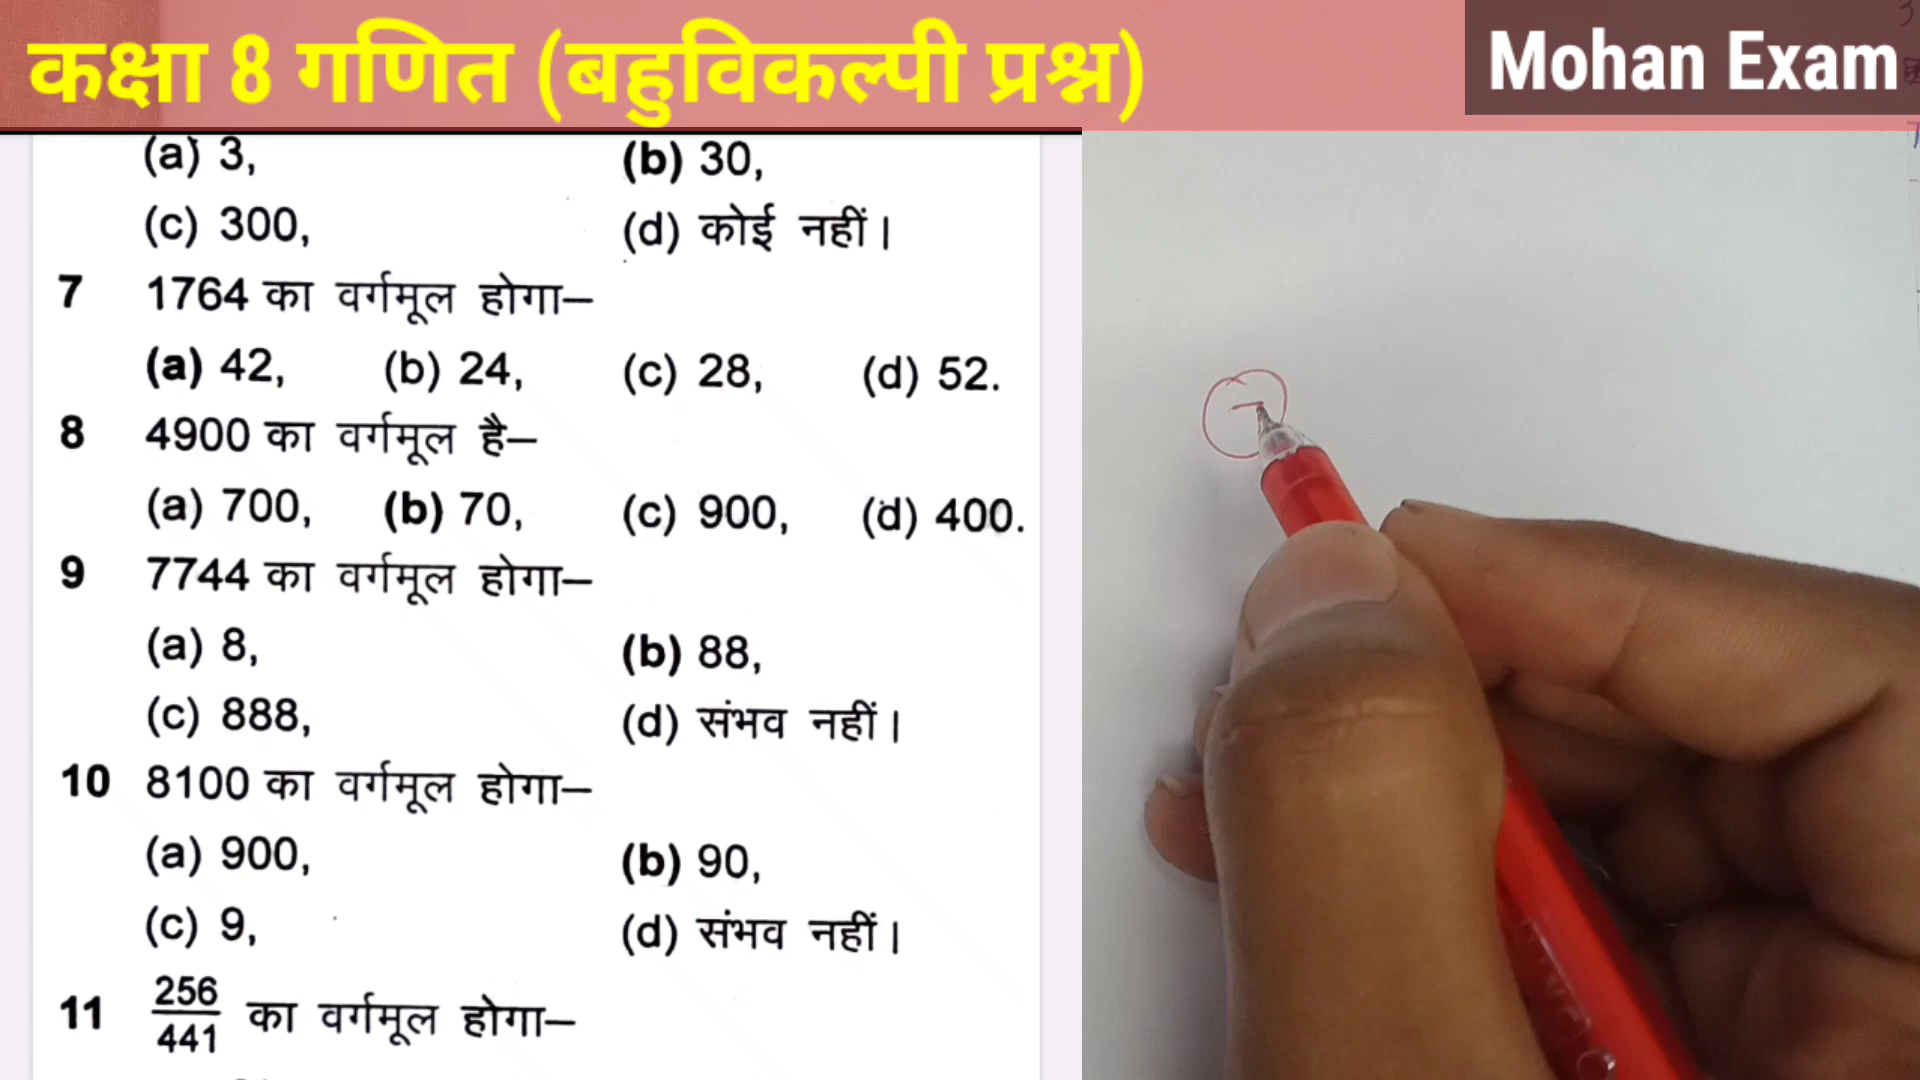 कक्षा 8 गणित (बहुविकल्पी प्रश्न)
Mohan Exam
(a) 3, (b) 30,
(c) 300, (d) कोई नहीं।
7 1764 का वर्गमूल होगा—
(a) 42, (b) 24, (c) 28, (d) 52.
8 4900 का वर्गमूल है—
(a) 700, (b) 70, (c) 900, (d) 400.
9 7744 का वर्गमूल होगा—
(a) 8, (b) 88,
(c) 888, (d) संभव नहीं।
10 8100 का वर्गमूल होगा—
(a) 900, (b) 90,
(c) 9, (d) संभव नहीं।
11 256/441 का वर्गमूल होगा—